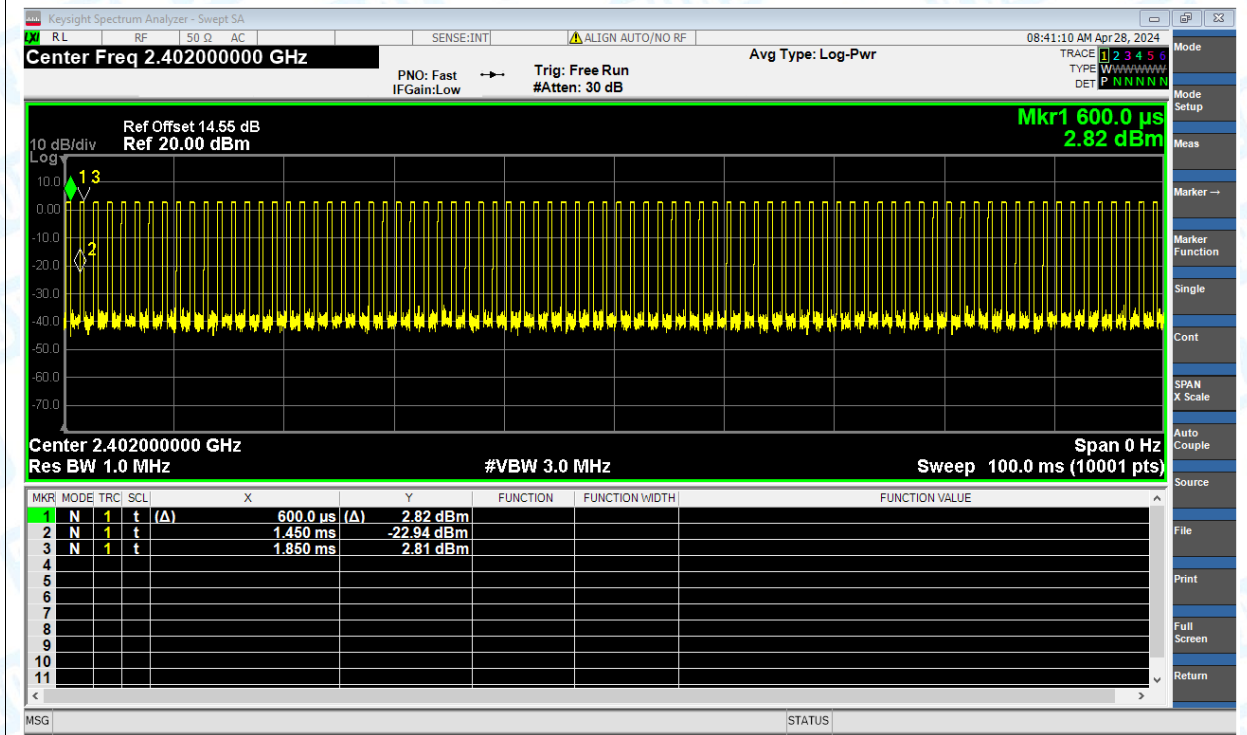 Keysight Spectrum Analyzer - Swept SA
LXI RL RF 50 Ω AC SENSE:INT ALIGN AUTO/NO RF 08:41:10 AM Apr 28, 2024
Center Freq 2.402000000 GHz
PNO: Fast
IFGain:Low
Trig: Free Run
#Atten: 30 dB
Avg Type: Log-Pwr
TRACE 1 2 3 4 5 6
TYPE WWWWWW
DET P N N N N N
Mkr1 600.0 µs
2.82 dBm
Ref Offset 14.55 dB
10 dB/div Ref 20.00 dBm
Log
10.0
0.00
-10.0
-20.0
-30.0
-40.0
-50.0
-60.0
-70.0
1 3
2
Center 2.402000000 GHz Span 0 Hz
Res BW 1.0 MHz #VBW 3.0 MHz Sweep 100.0 ms (10001 pts)
MKR MODE TRC SCL X Y FUNCTION FUNCTION WIDTH FUNCTION VALUE
1 N 1 t (Δ) 600.0 µs (Δ) 2.82 dBm
2 N 1 t 1.450 ms -22.94 dBm
3 N 1 t 1.850 ms 2.81 dBm
4
5
6
7
8
9
10
11
MSG STATUS
Mode
Mode
Setup
Meas
Marker →
Marker
Function
Single
Cont
SPAN
X Scale
Auto
Couple
Source
File
Print
Full
Screen
Return